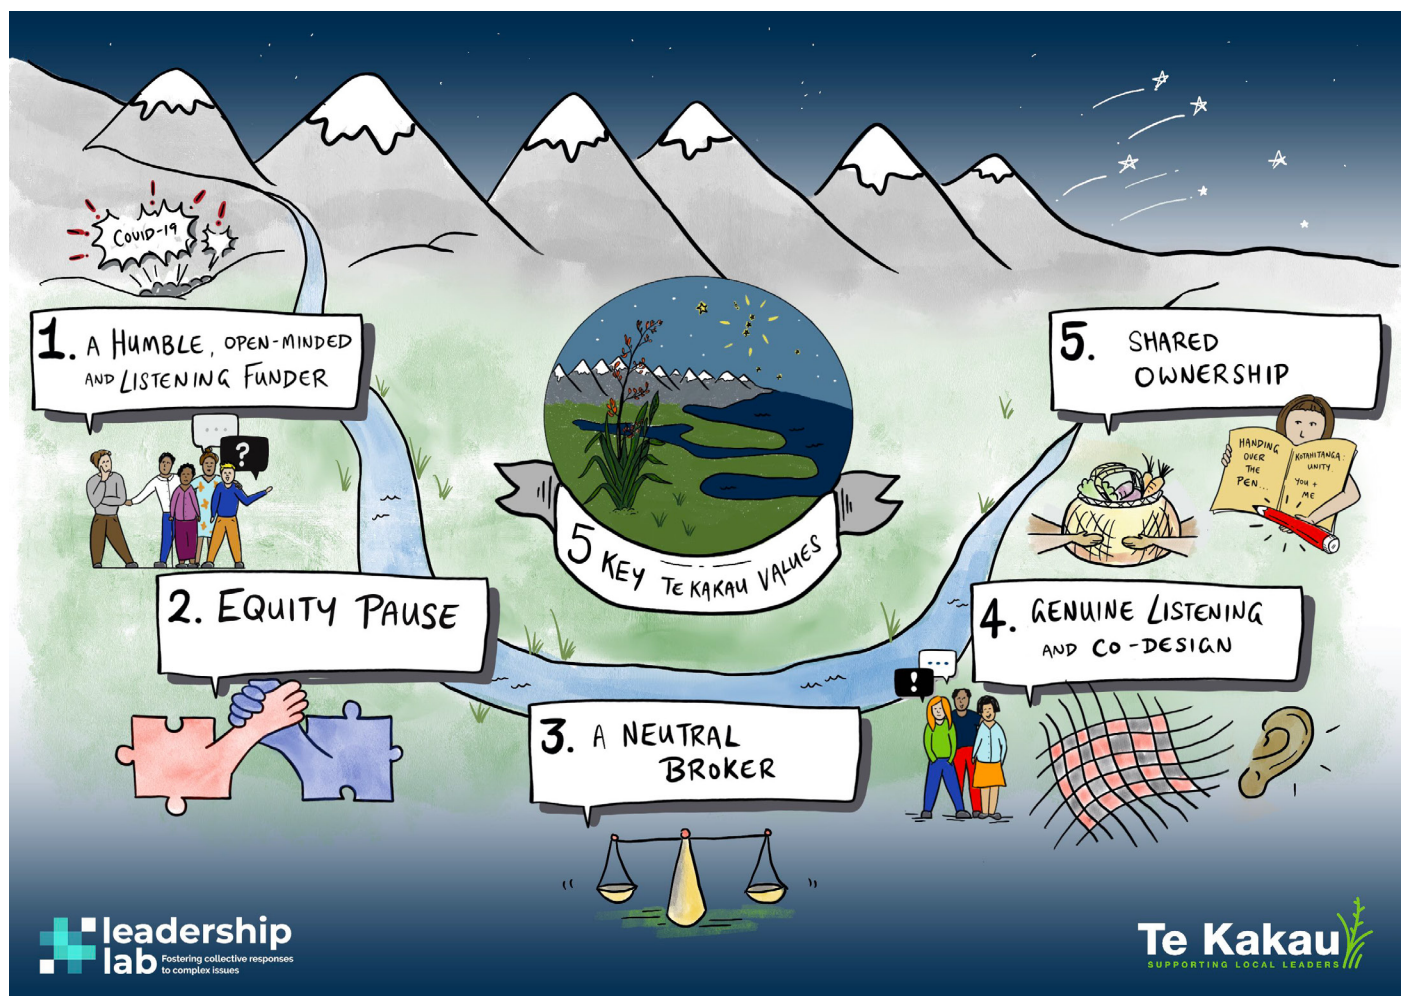 COVID-19
1. A HUMBLE, OPEN-MINDED
AND LISTENING FUNDER
?
2. EQUITY PAUSE
3. A NEUTRAL
BROKER
!
4. GENUINE LISTENING
AND CO-DESIGN
5. SHARED
OWNERSHIP
HANDING
OVER
THE
PEN...
KOTAHITANGA:
UNITY.
YOU +
ME
5 KEY TE KAKAU VALUES
leadership
lab
Fostering collective responses
to complex issues
Te Kakau
SUPPORTING LOCAL LEADERS